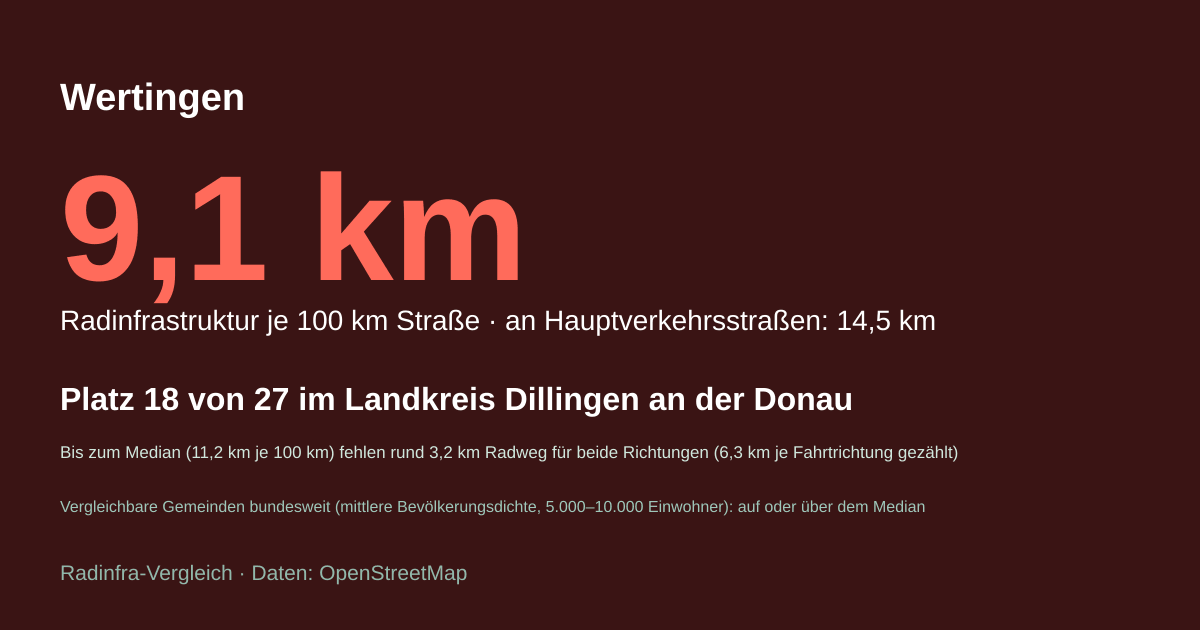 Wertingen
9,1 km
Radinfrastruktur je 100 km Straße · an Hauptverkehrsstraßen: 14,5 km
Platz 18 von 27 im Landkreis Dillingen an der Donau
Bis zum Median (11,2 km je 100 km) fehlen rund 3,2 km Radweg für beide Richtungen (6,3 km je Fahrtrichtung gezählt)
Vergleichbare Gemeinden bundesweit (mittlere Bevölkerungsdichte, 5.000–10.000 Einwohner): auf oder über dem Median
Radinfra-Vergleich · Daten: OpenStreetMap